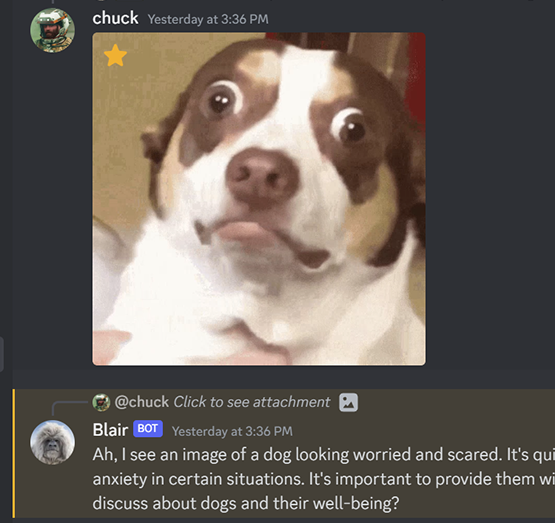 chuck Yesterday at 3:36 PM
@chuck Click to see attachment
Blair BOT Yesterday at 3:36 PM
Ah, I see an image of a dog looking worried and scared. It's qui
anxiety in certain situations. It's important to provide them wi
discuss about dogs and their well-being?